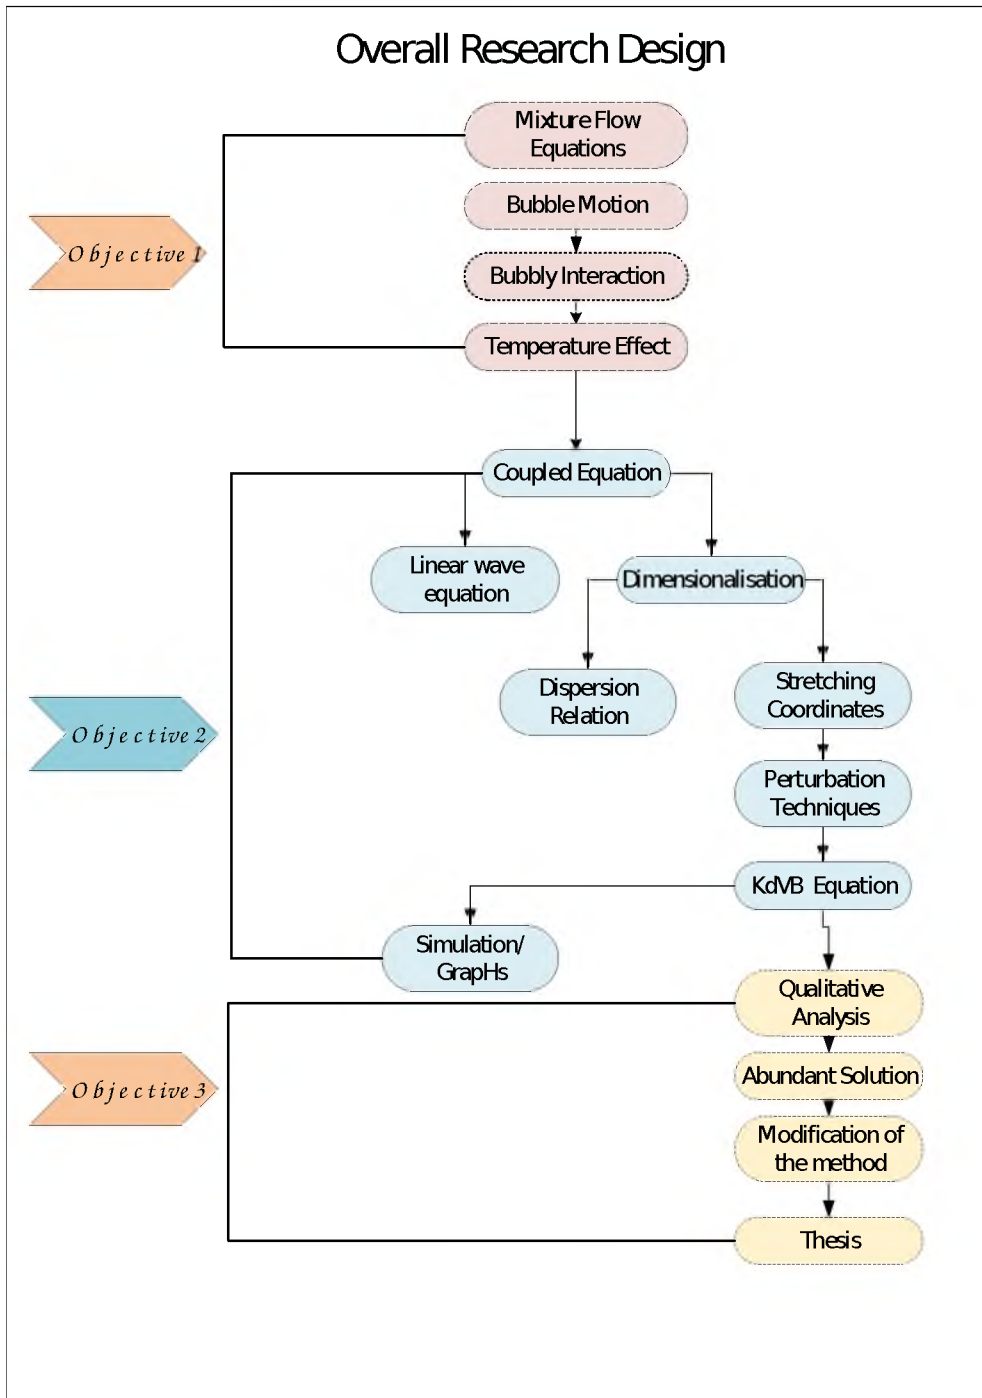 Overall Research Design
Mixture Flow
Equations
Bubble Motion
Objective 1
Bubbly Interaction
Temperature Effect
Coupled Equation
Linear wave
equation
Dimensionalisation
Dispersion
Relation
Stretching
Coordinates
Objective 2
Perturbation
Techniques
KdVB Equation
Simulation/
GrapHs
Qualitative
Analysis
Objective 3
Abundant Solution
Modification of
the method
Thesis